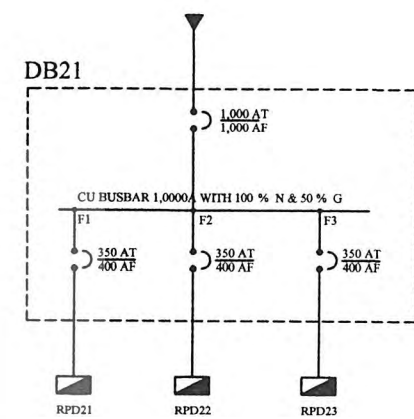 DB21
1,000 AT
1,000 AF
CU BUSBAR 1,0000A WITH 100 % N & 50 % G
F1 F2 F3
350 AT 350 AT 350 AT
400 AF 400 AF 400 AF
RPD21 RPD22 RPD23